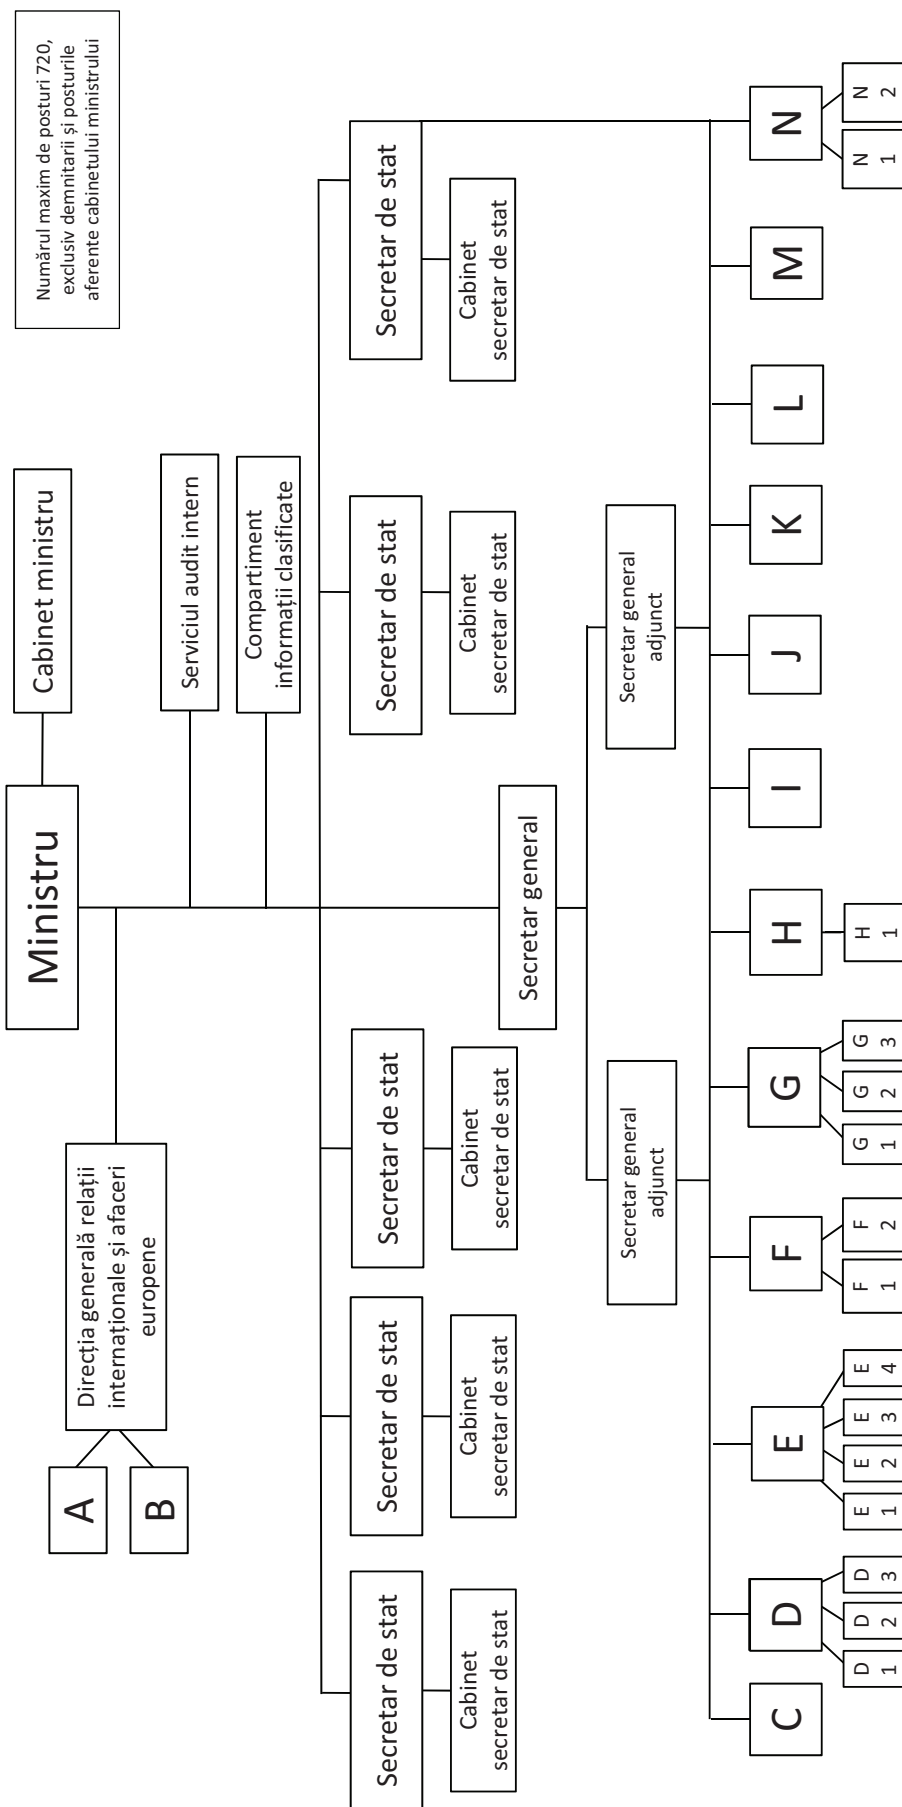 Numărul maxim de posturi 720,
exclusiv demnitarii și posturile
aferente cabinetului ministrului
Ministru
Cabinet ministru
Direcția generală relații
internaționale și afaceri
europene
A
B
Serviciul audit intern
Compartiment
informații clasificate
Secretar de stat
Secretar de stat
Secretar de stat
Secretar de stat
Secretar de stat
Cabinet
secretar de stat
Cabinet
secretar de stat
Cabinet
secretar de stat
Cabinet
secretar de stat
Cabinet
secretar de stat
Secretar general
Secretar general
adjunct
Secretar general
adjunct
C
D
E
F
G
H
I
J
K
L
M
N
D
1
D
2
D
3
E
1
E
2
E
3
E
4
F
1
F
2
G
1
G
2
G
3
H
1
N
1
N
2